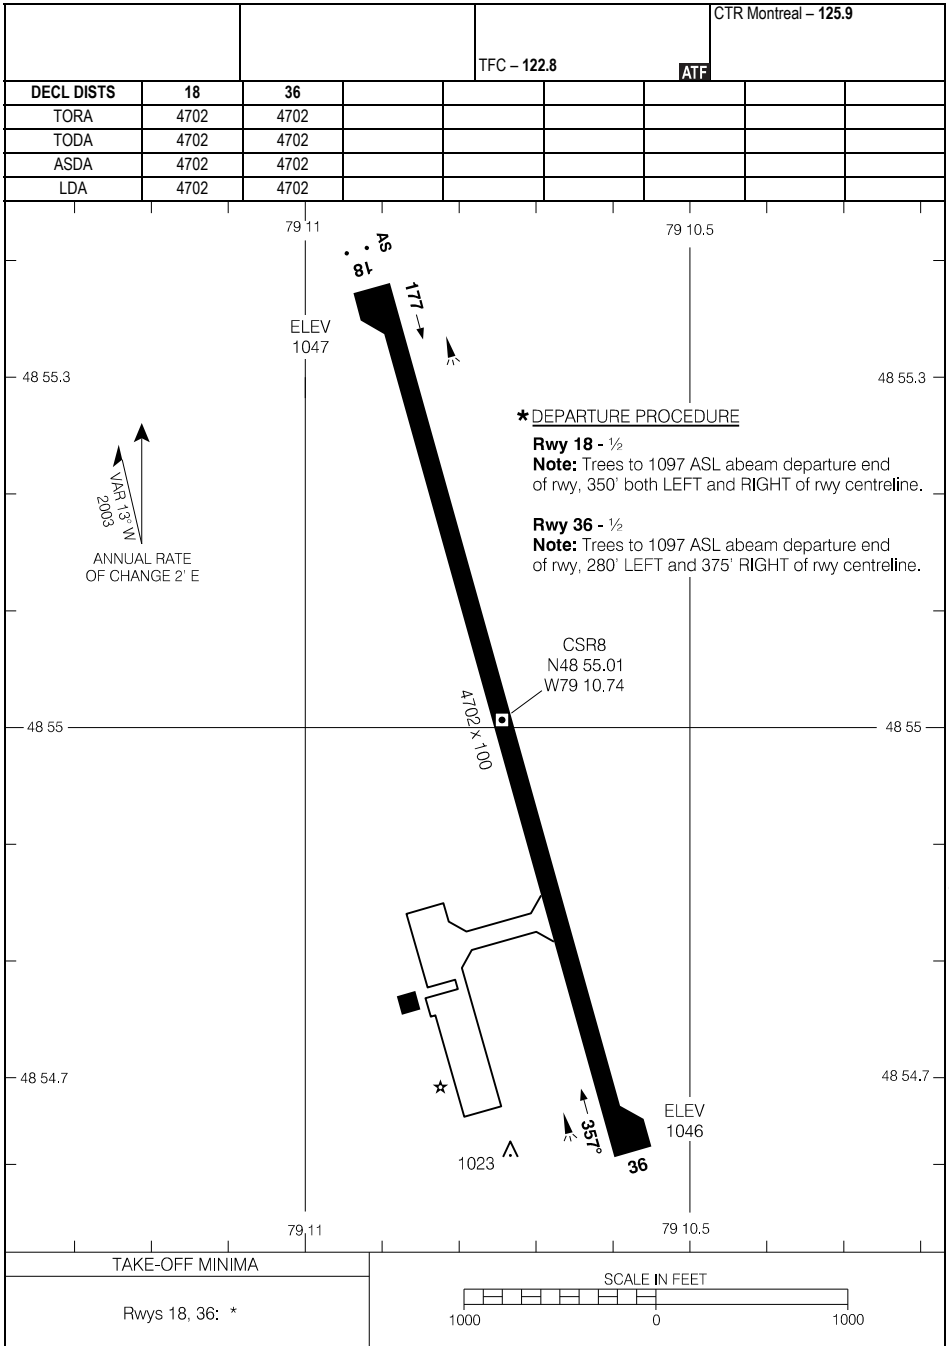 CTR Montreal – 125.9
TFC – 122.8 ATF
DECL DISTS 18 36
TORA 4702 4702
TODA 4702 4702
ASDA 4702 4702
LDA 4702 4702
79 11 79 10.5
AS
18
177
ELEV
1047
48 55.3 48 55.3
* DEPARTURE PROCEDURE
Rwy 18 - ½
Note: Trees to 1097 ASL abeam departure end
of rwy, 350' both LEFT and RIGHT of rwy centreline.
Rwy 36 - ½
Note: Trees to 1097 ASL abeam departure end
of rwy, 280' LEFT and 375' RIGHT of rwy centreline.
VAR 13° W
2003
ANNUAL RATE
OF CHANGE 2' E
CSR8
N48 55.01
W79 10.74
4702 x 100
48 55 48 55
48 54.7 48 54.7
ELEV
1046
357°
36
1023
79 11 79 10.5
TAKE-OFF MINIMA
Rwys 18, 36: *
SCALE IN FEET
1000 0 1000